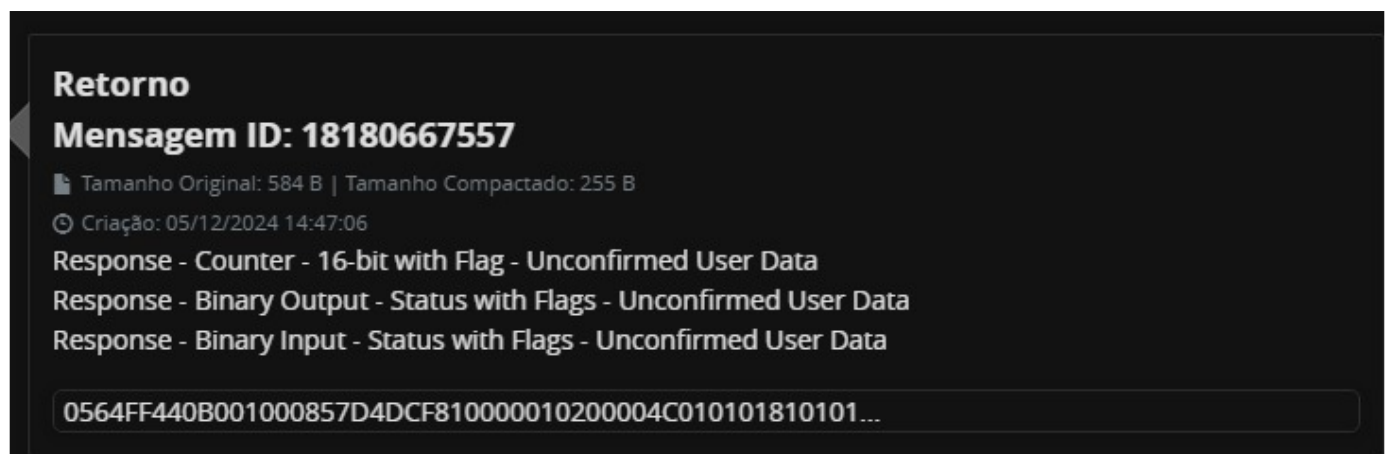 Retorno
Mensagem ID: 18180667557
Tamanho Original: 584 B | Tamanho Compactado: 255 B
Criação: 05/12/2024 14:47:06
Response - Counter - 16-bit with Flag - Unconfirmed User Data
Response - Binary Output - Status with Flags - Unconfirmed User Data
Response - Binary Input - Status with Flags - Unconfirmed User Data
0564FF440B001000857D4DCF810000010200004C010101810101...